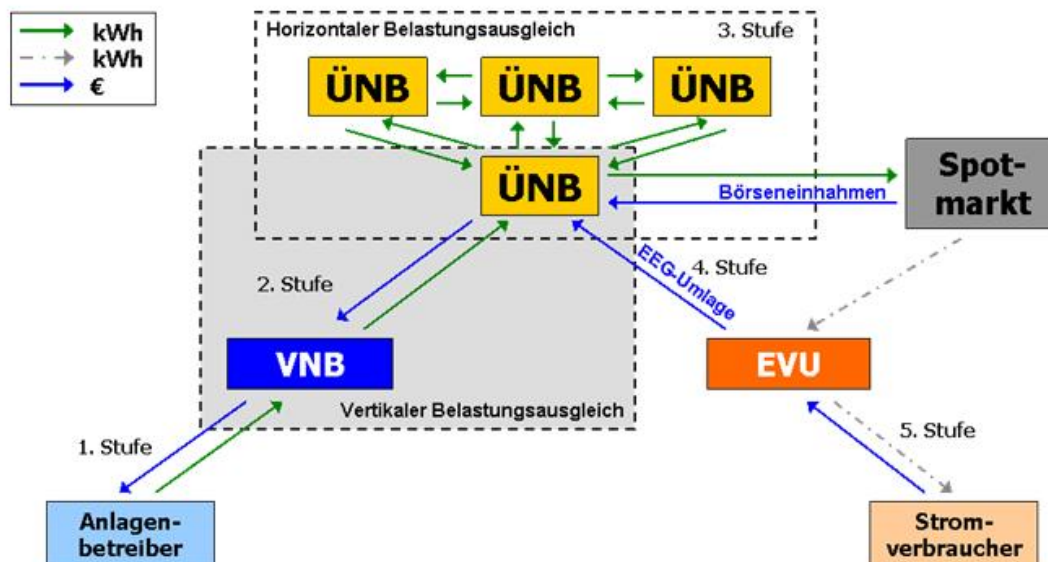 kWh
kWh
€
Horizontaler Belastungsausgleich
3. Stufe
ÜNB
ÜNB
ÜNB
ÜNB
Spot-
markt
Börseneinhahmen
2. Stufe
EEG-Umlage
4. Stufe
VNB
EVU
Vertikaler Belastungsausgleich
1. Stufe
5. Stufe
Anlagen-
betreiber
Strom-
verbraucher